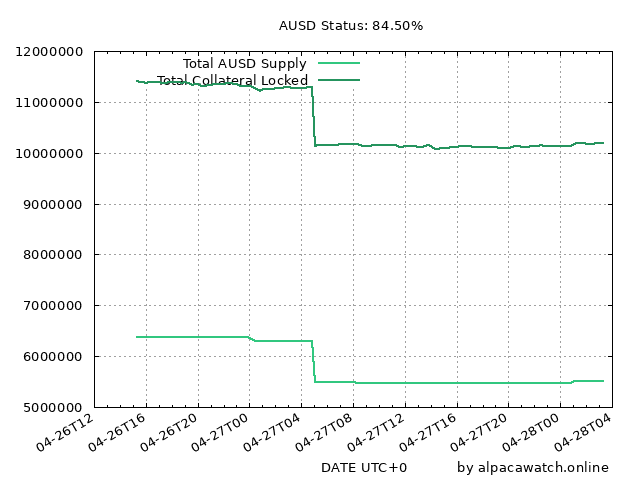 AUSD Status: 84.50%
Total AUSD Supply
Total Collateral Locked
12000000
11000000
10000000
9000000
8000000
7000000
6000000
5000000
04-26T12
04-26T16
04-26T20
04-27T00
04-27T04
04-27T08
04-27T12
04-27T16
04-27T20
04-28T00
04-28T04
DATE UTC+0
by alpacawatch.online